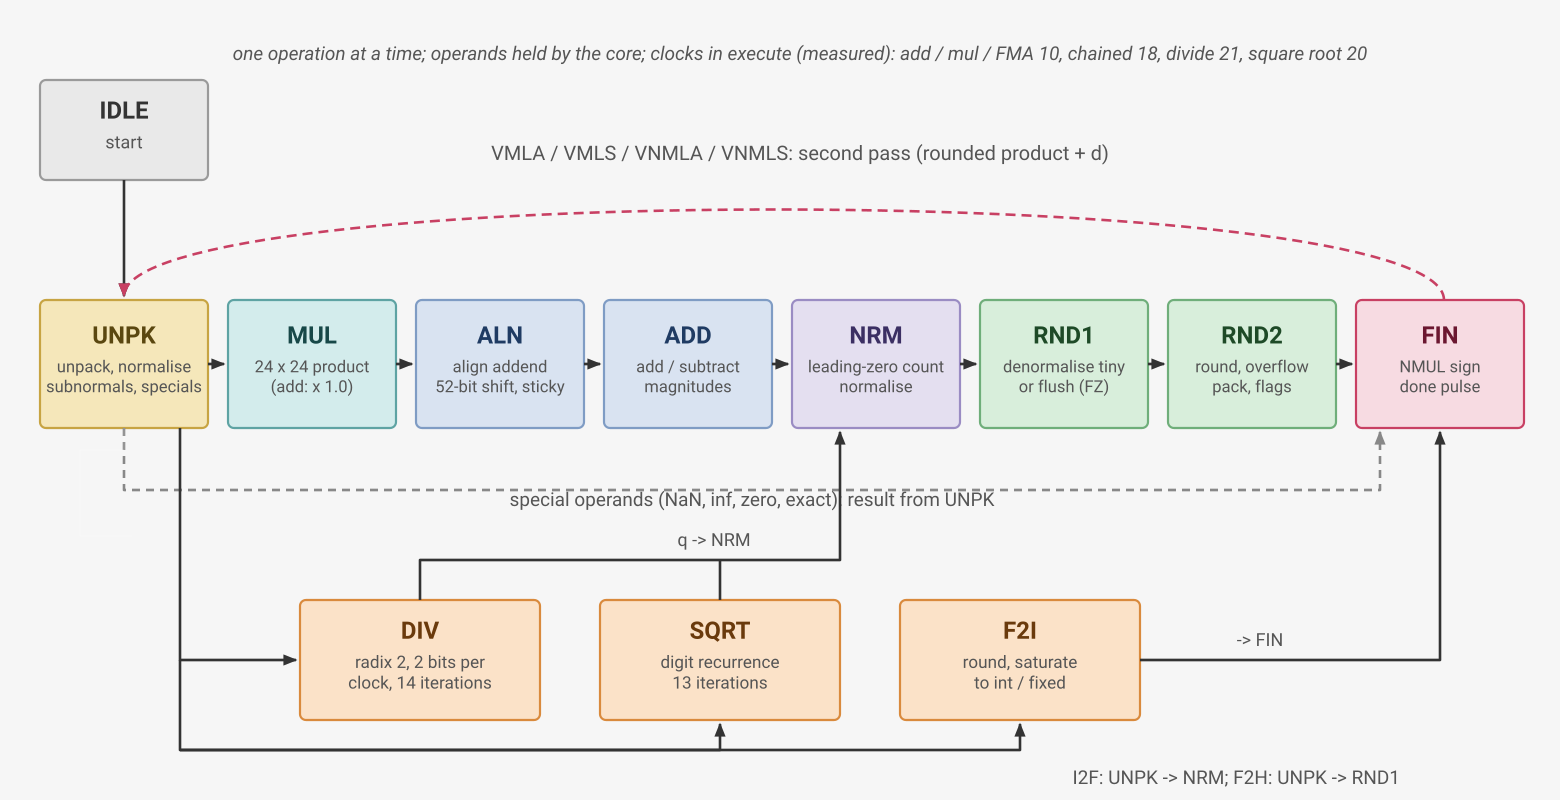 one operation at a time; operands held by the core; clocks in execute (measured): add / mul / FMA 10, chained 18, divide 21, square root 20
IDLE
start
VMLA / VMLS / VNMLA / VNMLS: second pass (rounded product + d)
UNPK
unpack, normalise
subnormals, specials
MUL
24 x 24 product
(add: x 1.0)
ALN
align addend
52-bit shift, sticky
ADD
add / subtract
magnitudes
NRM
leading-zero count
normalise
RND1
denormalise tiny
or flush (FZ)
RND2
round, overflow
pack, flags
FIN
NMUL sign
done pulse
special operands (NaN, inf, zero, exact): result from UNPK
q -> NRM
DIV
radix 2, 2 bits per
clock, 14 iterations
SQRT
digit recurrence
13 iterations
F2I
round, saturate
to int / fixed
-> FIN
I2F: UNPK -> NRM; F2H: UNPK -> RND1